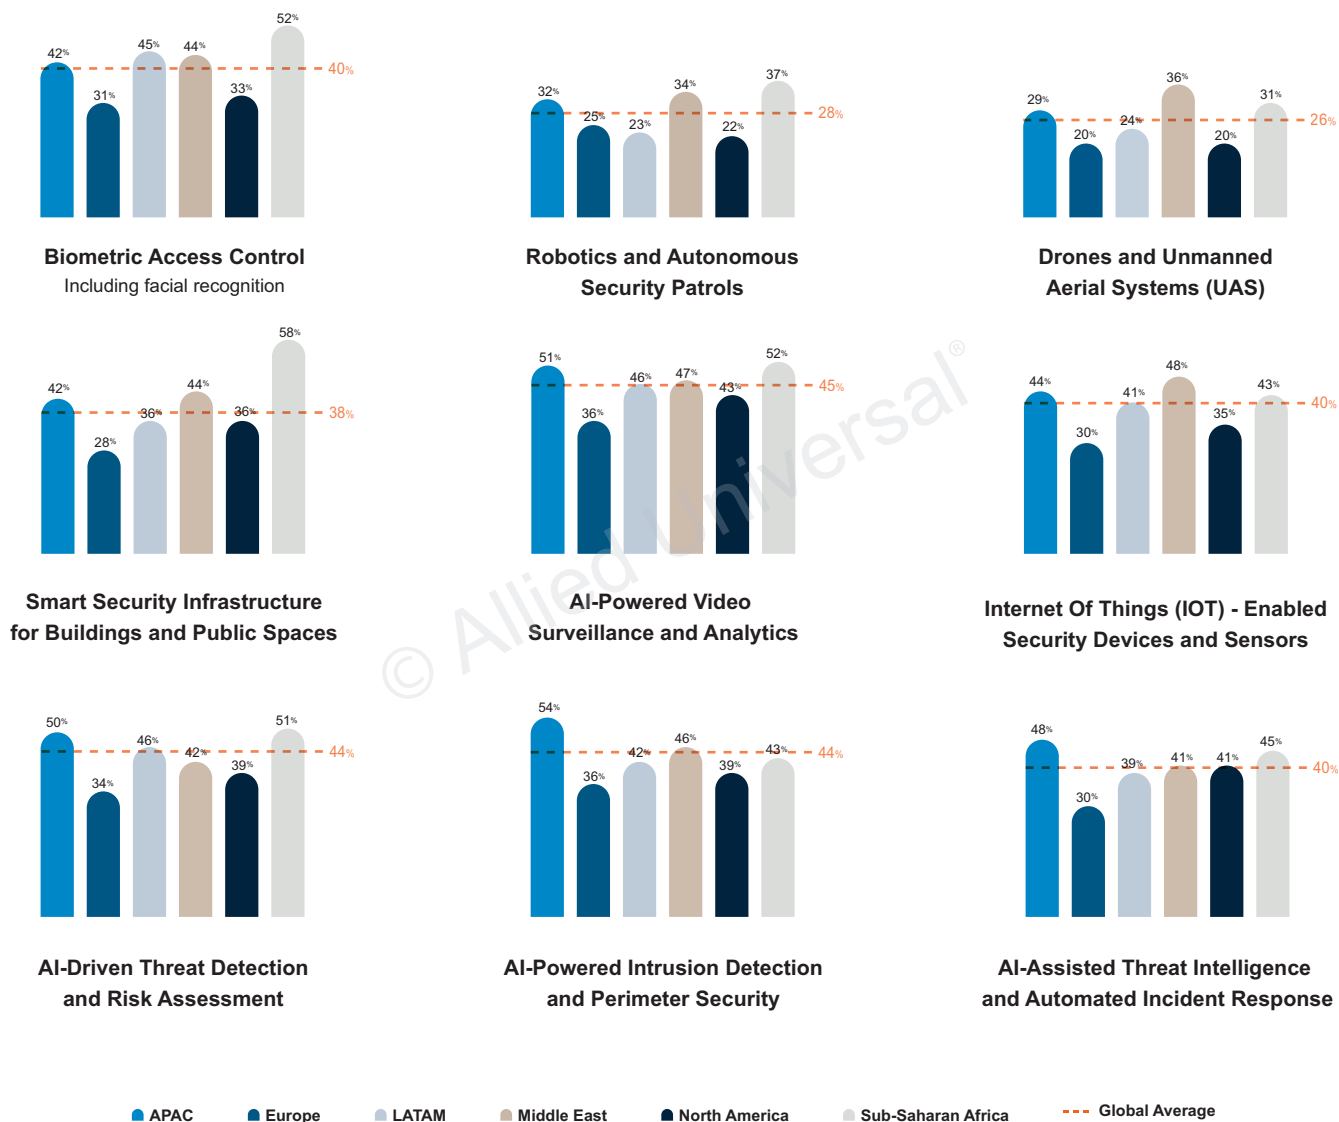 42% 31% 45% 44% 33% 52% 40%
Biometric Access Control
Including facial recognition
32% 25% 23% 34% 22% 37% 28%
Robotics and Autonomous
Security Patrols
29% 20% 24% 36% 20% 31% 26%
Drones and Unmanned
Aerial Systems (UAS)
42% 28% 36% 44% 36% 58% 38%
Smart Security Infrastructure
for Buildings and Public Spaces
51% 36% 46% 47% 43% 52% 45%
AI-Powered Video
Surveillance and Analytics
44% 30% 41% 48% 35% 43% 40%
Internet Of Things (IOT) - Enabled
Security Devices and Sensors
© Allied Universal®
50% 34% 46% 42% 39% 51% 44%
AI-Driven Threat Detection
and Risk Assessment
54% 36% 42% 46% 39% 43% 44%
AI-Powered Intrusion Detection
and Perimeter Security
48% 30% 39% 41% 41% 45% 40%
AI-Assisted Threat Intelligence
and Automated Incident Response
APAC Europe LATAM Middle East North America Sub-Saharan Africa Global Average